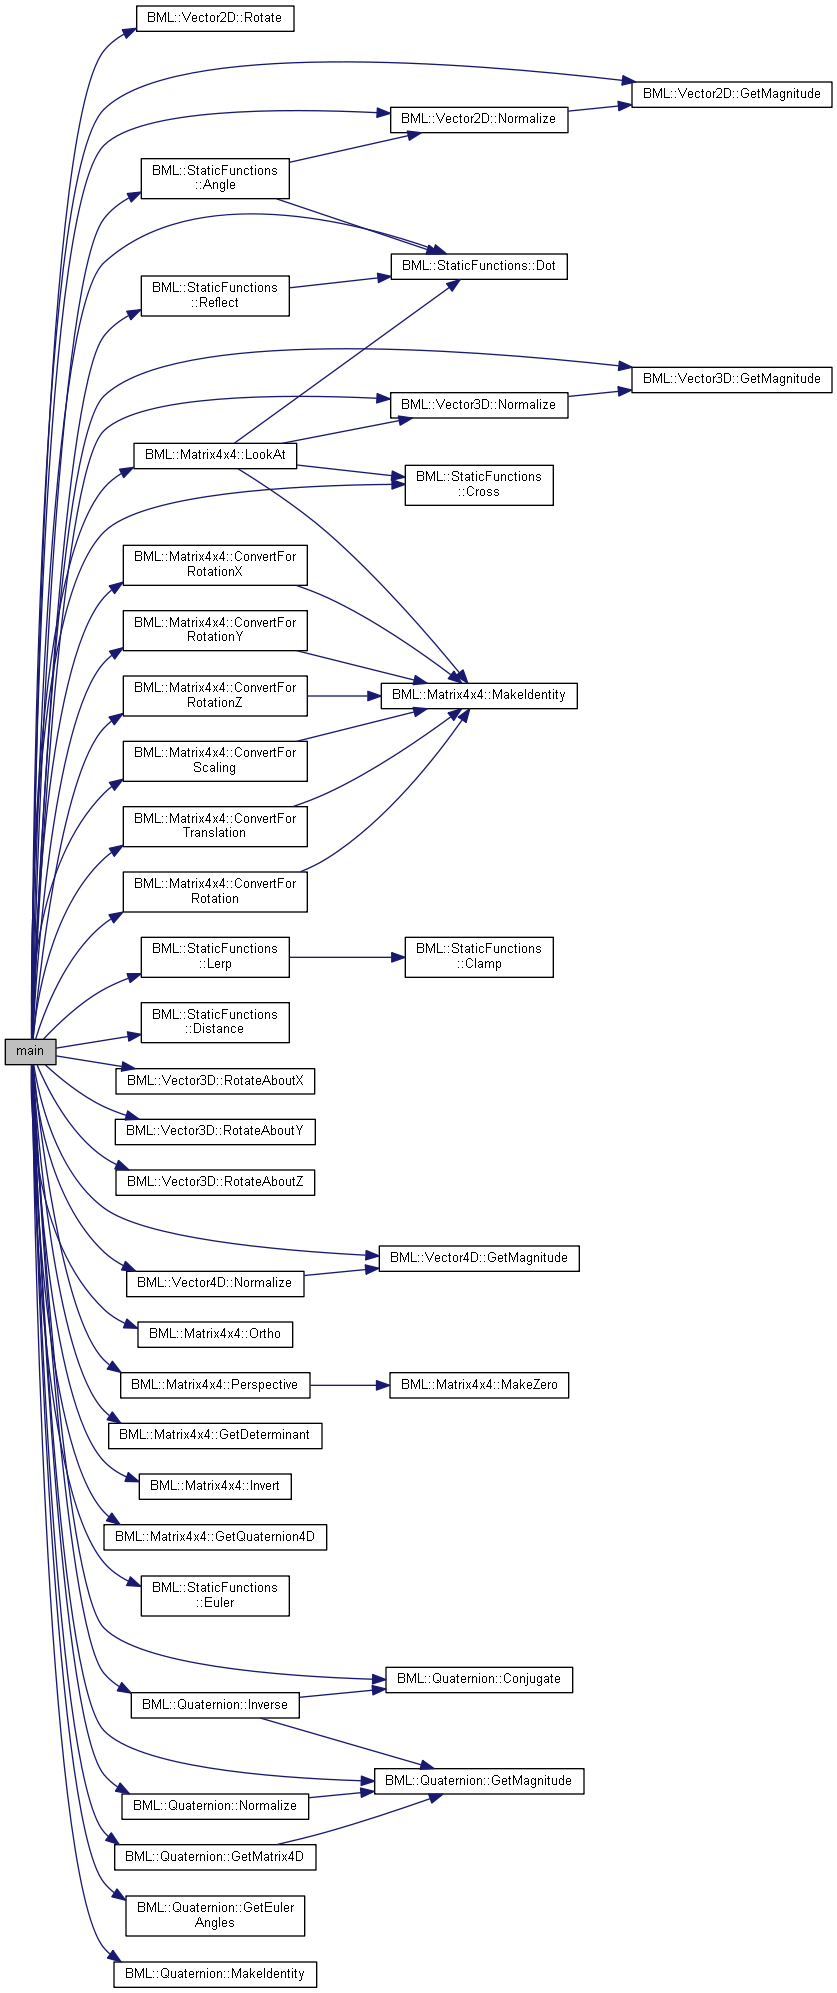 BML::Vector2D::Rotate
BML::Vector2D::GetMagnitude
BML::Vector2D::Normalize
BML::StaticFunctions
::Angle
BML::StaticFunctions::Dot
BML::StaticFunctions
::Reflect
BML::Vector3D::GetMagnitude
BML::Vector3D::Normalize
BML::Matrix4x4::LookAt
BML::StaticFunctions
::Cross
BML::Matrix4x4::ConvertFor
RotationX
BML::Matrix4x4::ConvertFor
RotationY
BML::Matrix4x4::ConvertFor
RotationZ
BML::Matrix4x4::MakeIdentity
BML::Matrix4x4::ConvertFor
Scaling
BML::Matrix4x4::ConvertFor
Translation
BML::Matrix4x4::ConvertFor
Rotation
BML::StaticFunctions
::Lerp
BML::StaticFunctions
::Clamp
BML::StaticFunctions
::Distance
main
BML::Vector3D::RotateAboutX
BML::Vector3D::RotateAboutY
BML::Vector3D::RotateAboutZ
BML::Vector4D::GetMagnitude
BML::Vector4D::Normalize
BML::Matrix4x4::Ortho
BML::Matrix4x4::Perspective
BML::Matrix4x4::MakeZero
BML::Matrix4x4::GetDeterminant
BML::Matrix4x4::Invert
BML::Matrix4x4::GetQuaternion4D
BML::StaticFunctions
::Euler
BML::Quaternion::Conjugate
BML::Quaternion::Inverse
BML::Quaternion::GetMagnitude
BML::Quaternion::Normalize
BML::Quaternion::GetMatrix4D
BML::Quaternion::GetEuler
Angles
BML::Quaternion::MakeIdentity